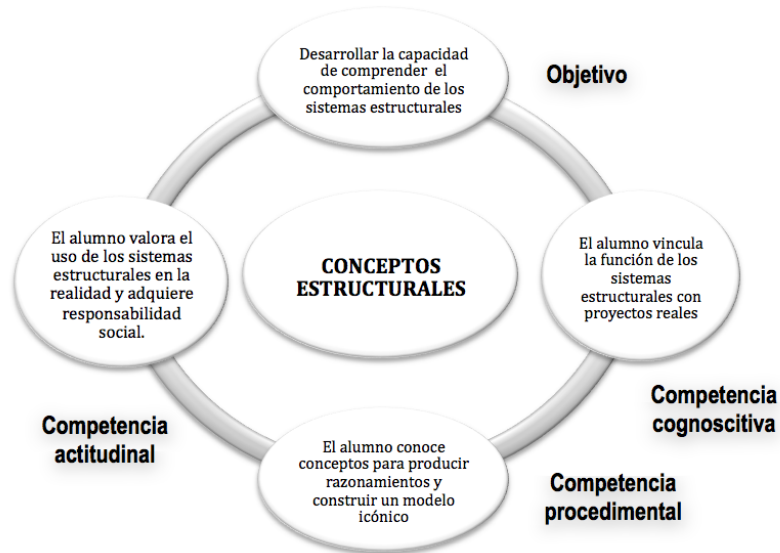 Desarrollar la capacidad
de comprender el
comportamiento de los
sistemas estructurales
Objetivo
El alumno valora el
uso de los sistemas
estructurales en la
realidad y adquiere
responsabilidad
social.
CONCEPTOS
ESTRUCTURALES
El alumno vincula
la función de los
sistemas
estructurales con
proyectos reales
Competencia
cognoscitiva
Competencia
actitudinal
El alumno conoce
conceptos para producir
razonamientos y
construir un modelo
icónico
Competencia
procedimental